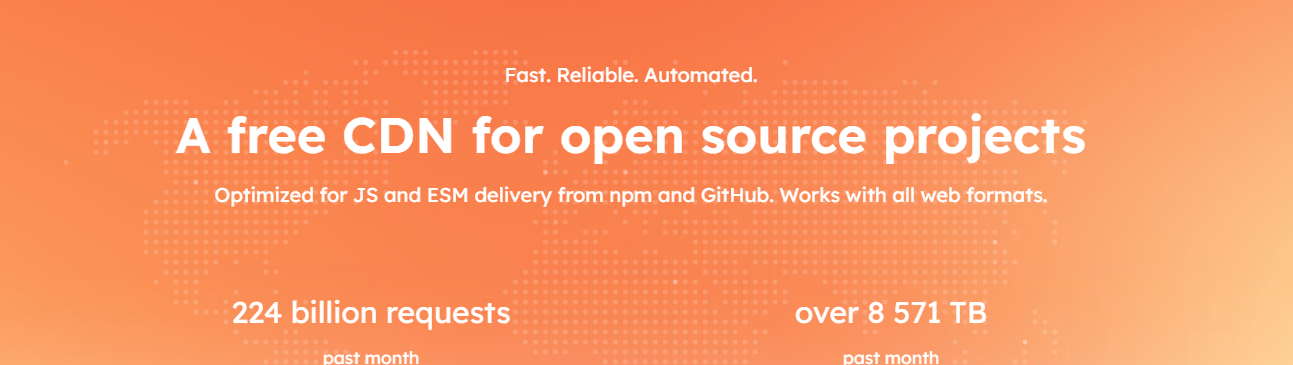 Fast. Reliable. Automated.
A free CDN for open source projects
Optimized for JS and ESM delivery from npm and GitHub. Works with all web formats.
224 billion requests
over 8 571 TB
past month
past month